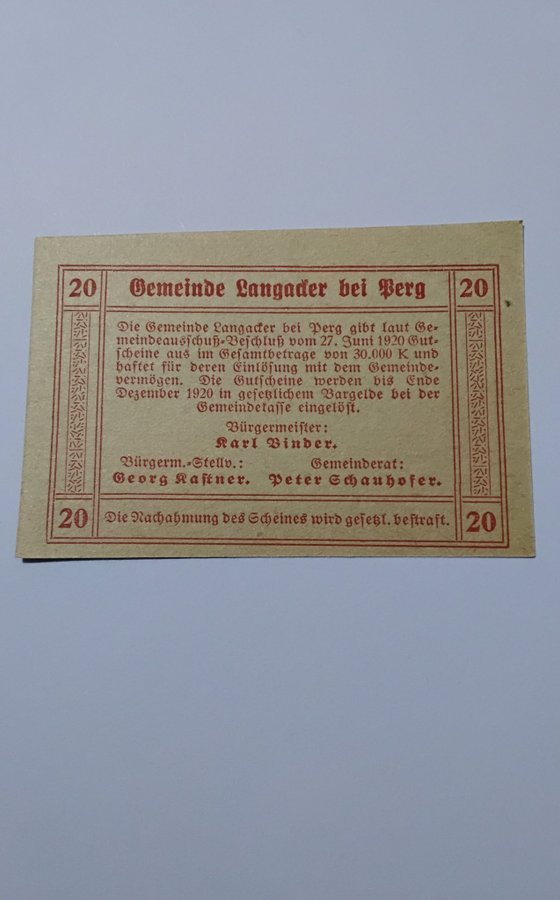 20 Gemeinde Langacker bei Perg 20
Die Gemeinde Langacker bei Perg gibt laut Ge-
meindeausschuß-Beschluß vom 27. Juni 1920 Gut-
scheine aus im Gesamtbetrage von 30.000 K und
haftet für deren Einlösung mit dem Gemeinde-
vermögen. Die Gutscheine werden bis Ende
Dezember 1920 in gesetzlichem Bargelde bei der
Gemeindekasse eingelöst.
Bürgermeister:
Karl Binder.
Bürgerm.-Stellv.: Gemeinderat:
Georg Kastner. Peter Schauhofer.
20 Die Nachahmung des Scheines wird gesetzl. bestraft. 20